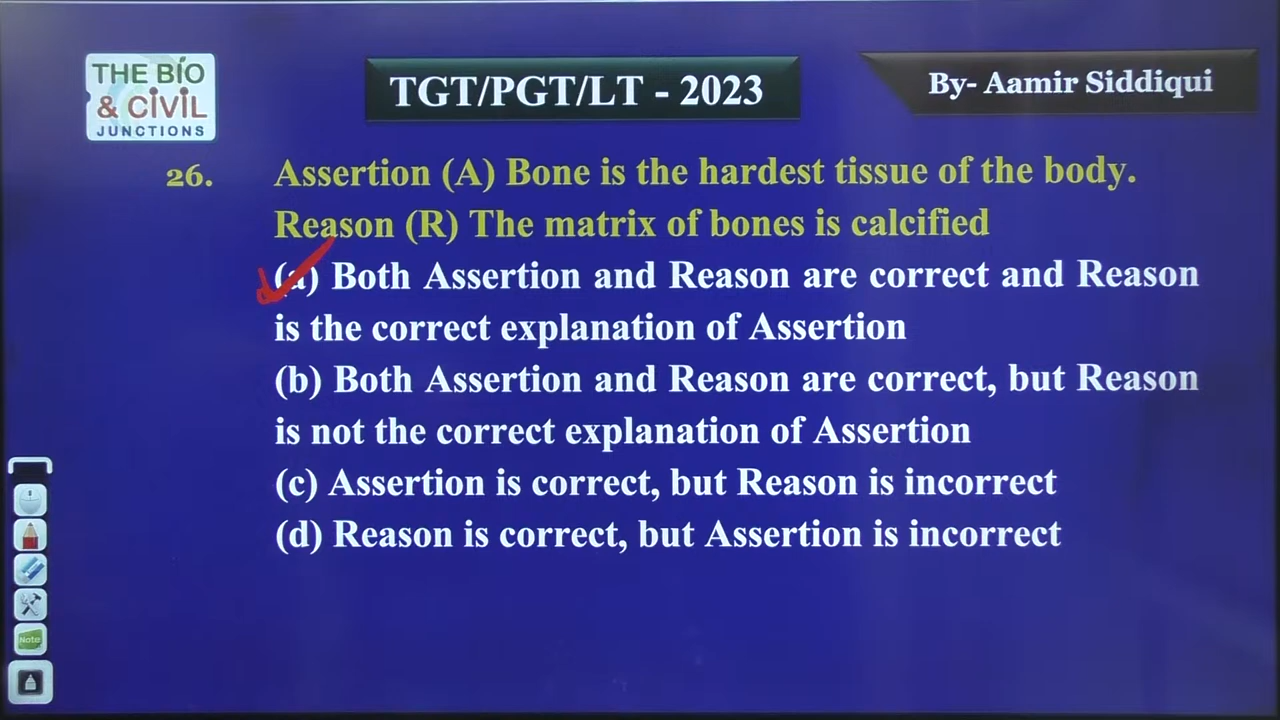 THE BIO
& CIVIL
JUNCTIONS
TGT/PGT/LT - 2023
By- Aamir Siddiqui
26. Assertion (A) Bone is the hardest tissue of the body.
Reason (R) The matrix of bones is calcified
(a) Both Assertion and Reason are correct and Reason
is the correct explanation of Assertion
(b) Both Assertion and Reason are correct, but Reason
is not the correct explanation of Assertion
(c) Assertion is correct, but Reason is incorrect
(d) Reason is correct, but Assertion is incorrect
Note